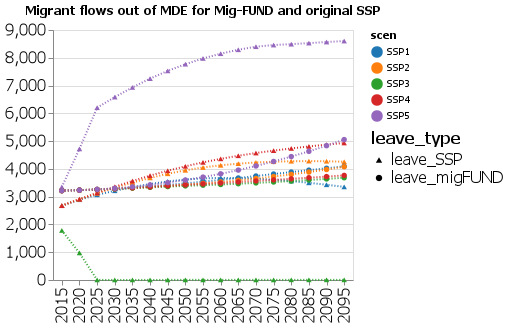 Migrant flows out of MDE for Mig-FUND and original SSP
9,000
8,000
7,000
6,000
5,000
4,000
3,000
2,000
1,000
0
2015
2020
2025
2030
2035
2040
2045
2050
2055
2060
2065
2070
2075
2080
2085
2090
2095
scen
SSP1
SSP2
SSP3
SSP4
SSP5
leave_type
leave_SSP
leave_migFUND